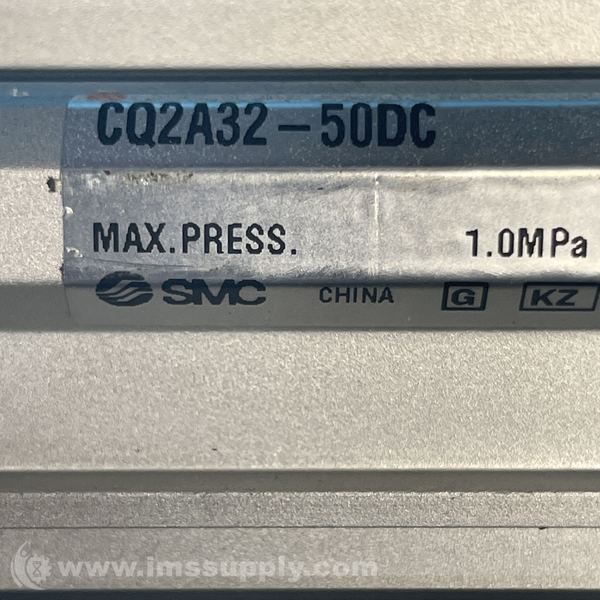 CQ2A32-50DC
MAX.PRESS. 1.0MPa
SMC CHINA G KZ
www.imssupply.com